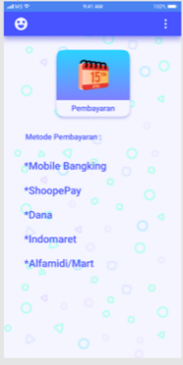 9:41 AM
100%
15
Pembayaran
Metode Pembayaran :
*Mobile Bangking
*ShoopePay
*Dana
*Indomaret
*Alfamidi/Mart